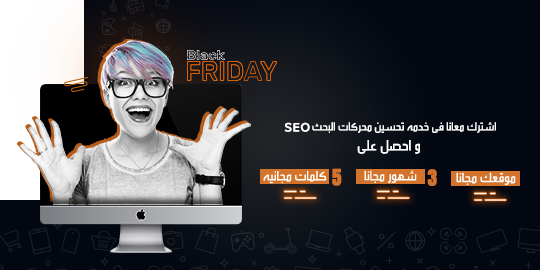 Black
FRIDAY
اشترك معانا فى خدمه تحسين محركات البحث SEO
و احصل على
موقعك مجانا
3 شهور مجانا
5 كلمات مجانيه